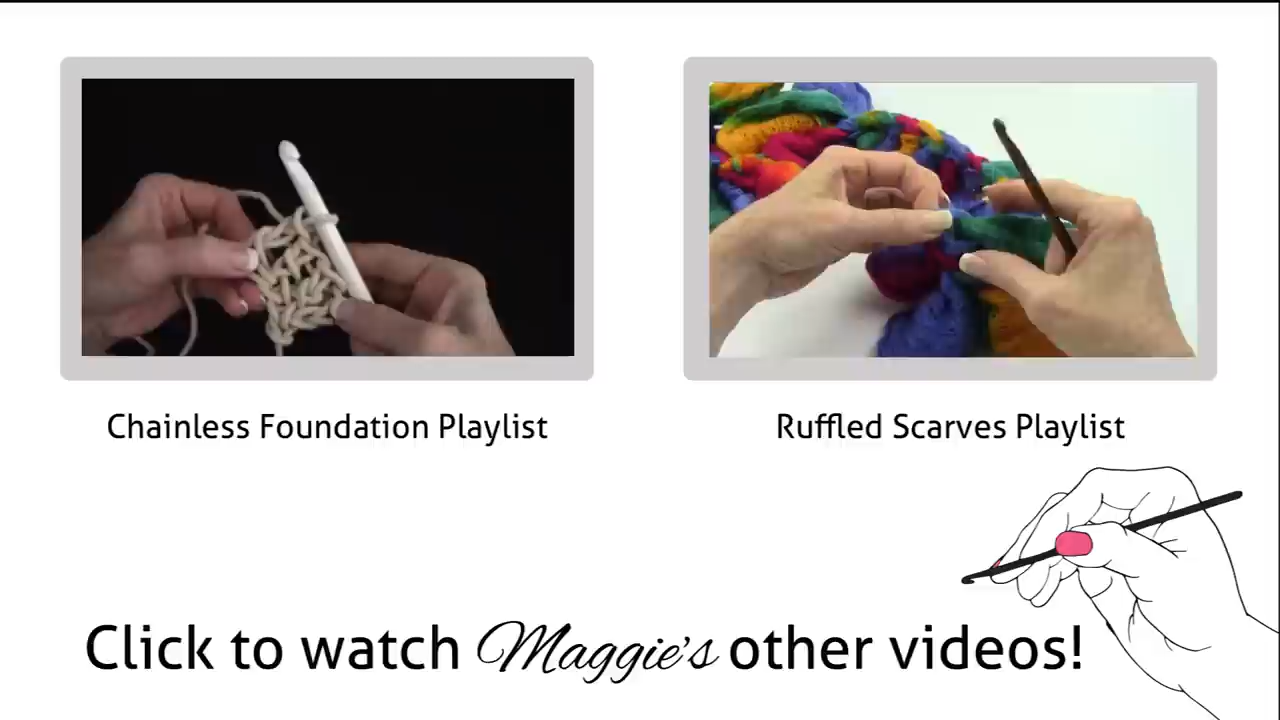 Chainless Foundation Playlist
Ruffled Scarves Playlist
Click to watch Maggie's other videos!